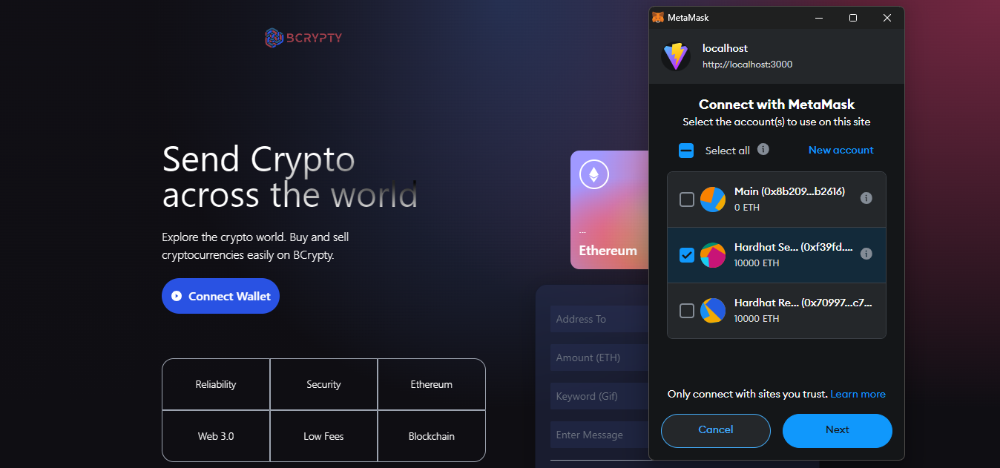 BCRYPTY
Send Crypto
across the world
Explore the crypto world. Buy and sell
cryptocurrencies easily on BCrypty.
Connect Wallet
Reliability
Security
Ethereum
Web 3.0
Low Fees
Blockchain
...
Ethereum
Address To
Amount (ETH)
Keyword (Gif)
Enter Message
MetaMask
localhost
http://localhost:3000
Connect with MetaMask
Select the account(s) to use on this site
Select all
New account
Main (0x8b209...b2616)
0 ETH
Hardhat Se... (0xf39fd....
10000 ETH
Hardhat Re... (0x70997...c7...
10000 ETH
Only connect with sites you trust. Learn more
Cancel
Next